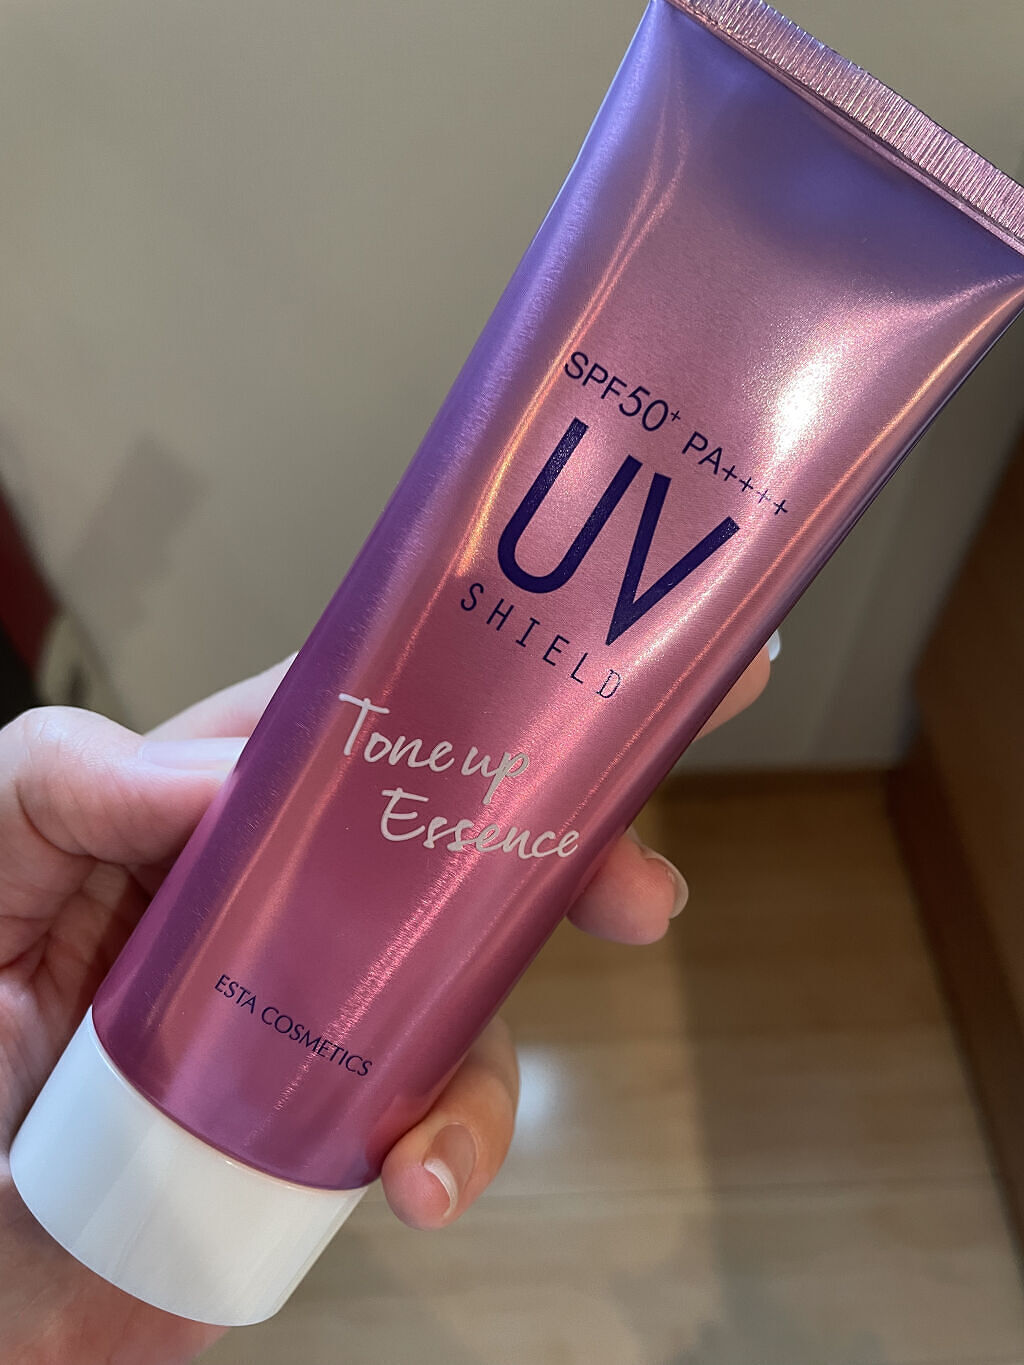 SPF50+ PA++++
UV
SHIELD
Tone up
Essence
ESTA COSMETICS